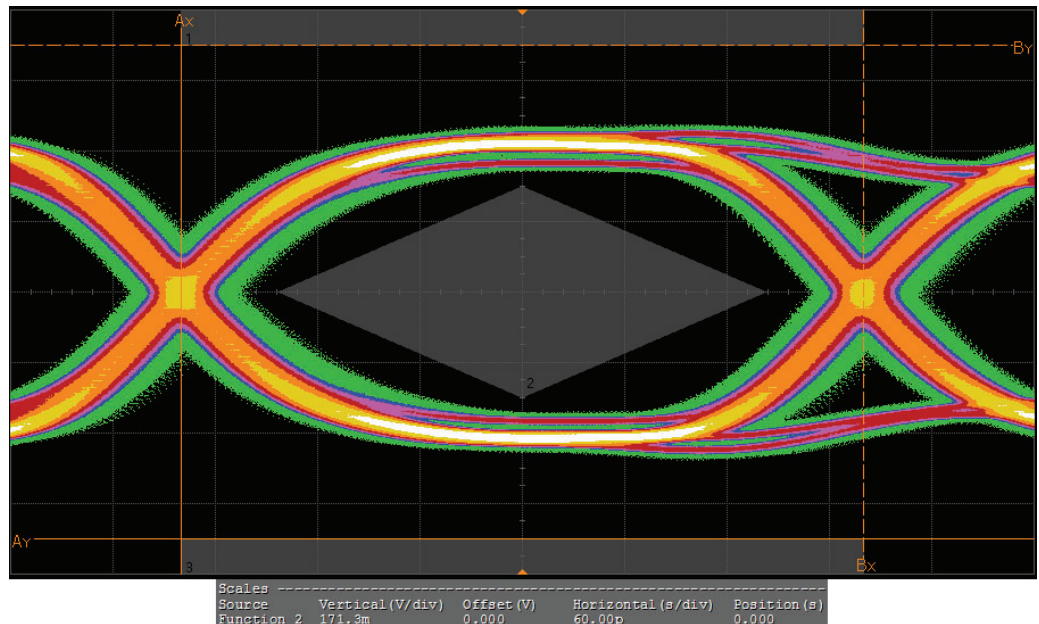 Ax
1
By
2
Ay
3
Bx
Scales
Source Vertical(V/div) Offset(V) Horizontal(s/div) Position(s)
Function 2 171.3m 0.000 60.00p 0.000